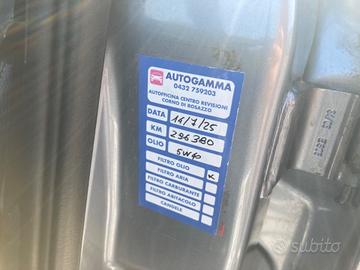 AUTOGAMMA
0432 759203
AUTOFFICINA CENTRO REVISIONI
CORNO DI ROSAZZO
DATA 14/7/25
KM 296380
OLIO 5W40
FILTRO OLIO x
FILTRO ARIA
FILTRO CARBURANTE
FILTRO ABITACOLO
CANDELE
subito